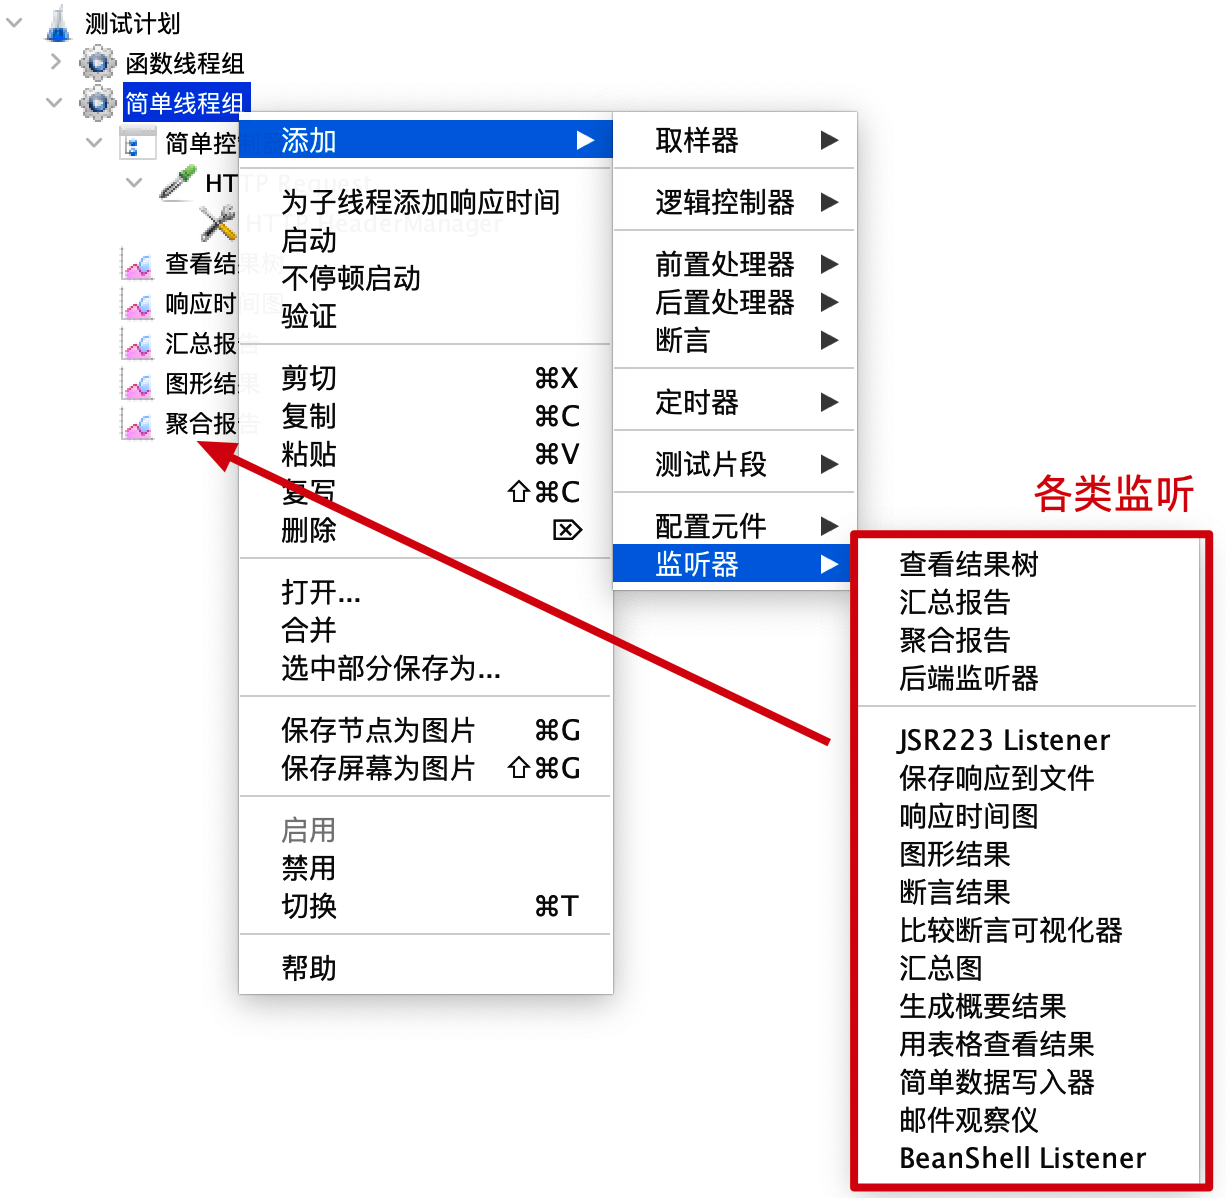 测试计划
函数线程组
简单线程组
简单控
HTTP Request
HTTP HeaderManager
查看结果树
响应时间图
汇总报告
图形结果
聚合报告
添加
为子线程添加响应时间
启动
不停顿启动
验证
剪切 ⌘X
复制 ⌘C
粘贴 ⌘V
复写 ⇧⌘C
删除 ⌦
打开...
合并
选中部分保存为...
保存节点为图片 ⌘G
保存屏幕为图片 ⇧⌘G
启用
禁用
切换 ⌘T
帮助
取样器
逻辑控制器
前置处理器
后置处理器
断言
定时器
测试片段
配置元件
监听器
各类监听
查看结果树
汇总报告
聚合报告
后端监听器
JSR223 Listener
保存响应到文件
响应时间图
图形结果
断言结果
比较断言可视化器
汇总图
生成概要结果
用表格查看结果
简单数据写入器
邮件观察仪
BeanShell Listener